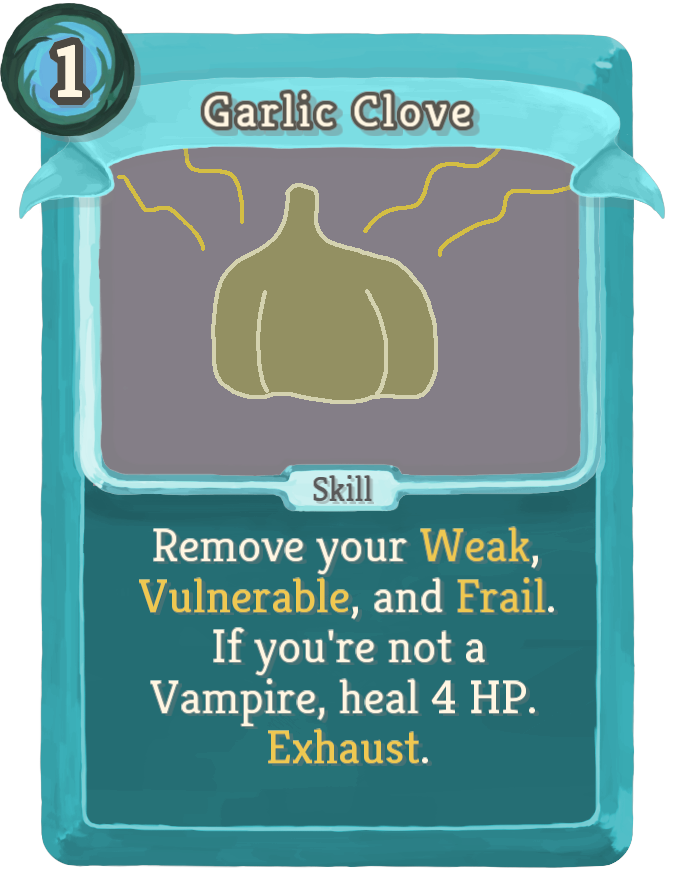 1
Garlic Clove
Skill
Remove your Weak,
Vulnerable, and Frail.
If you're not a
Vampire, heal 4 HP.
Exhaust.